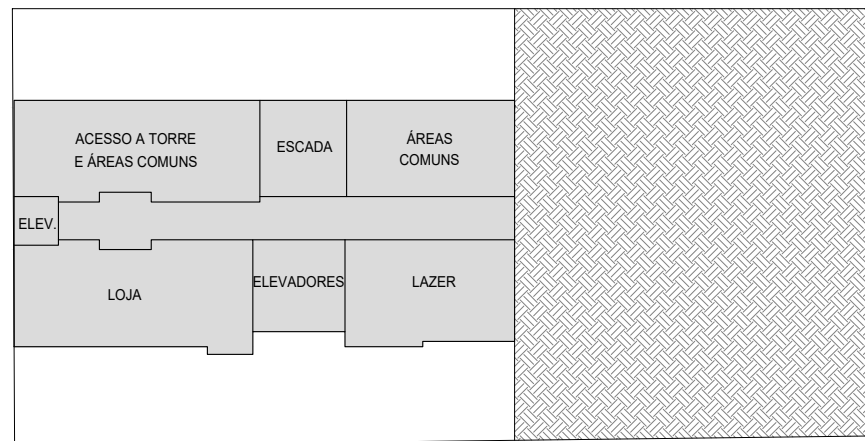 ACESSO A TORRE
E ÁREAS COMUNS
ESCADA
ÁREAS
COMUNS
ELEV.
LOJA
ELEVADORES
LAZER